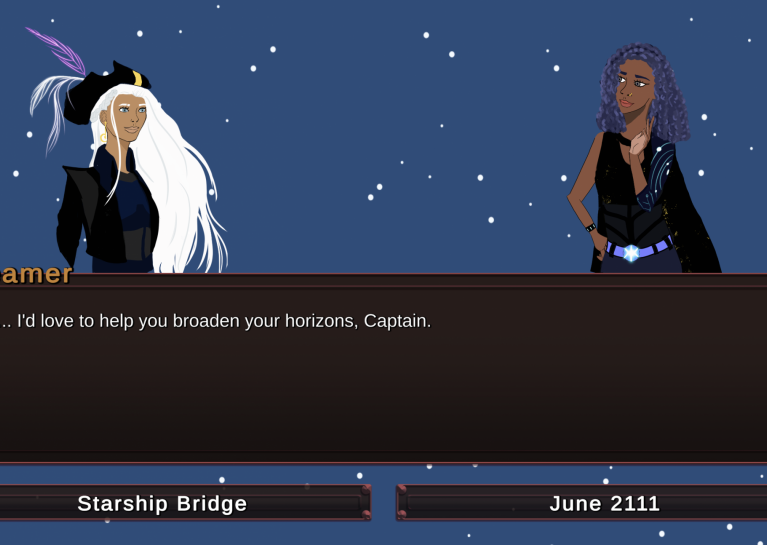 amer
.. I'd love to help you broaden your horizons, Captain.
Starship Bridge
June 2111